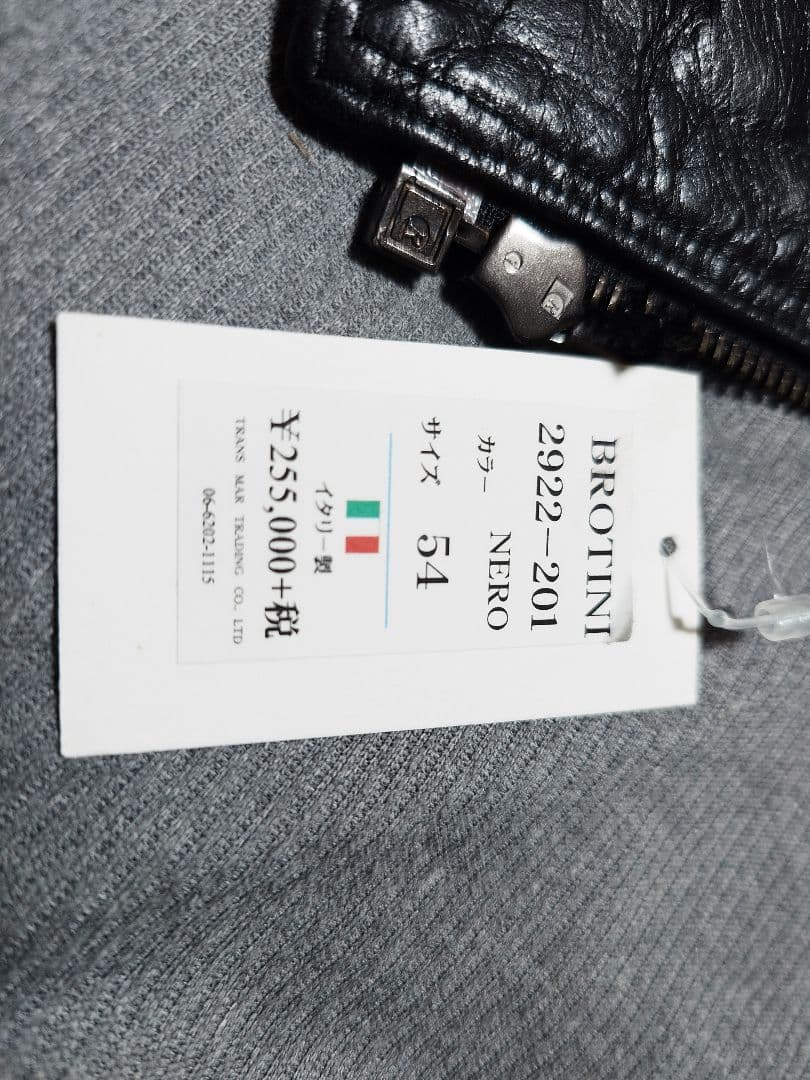 BROTINI
2922-201
カラー NERO
サイズ 54
イタリー製
¥255,000+税
TRANS MAR TRADING CO., LTD
06-6202-1115